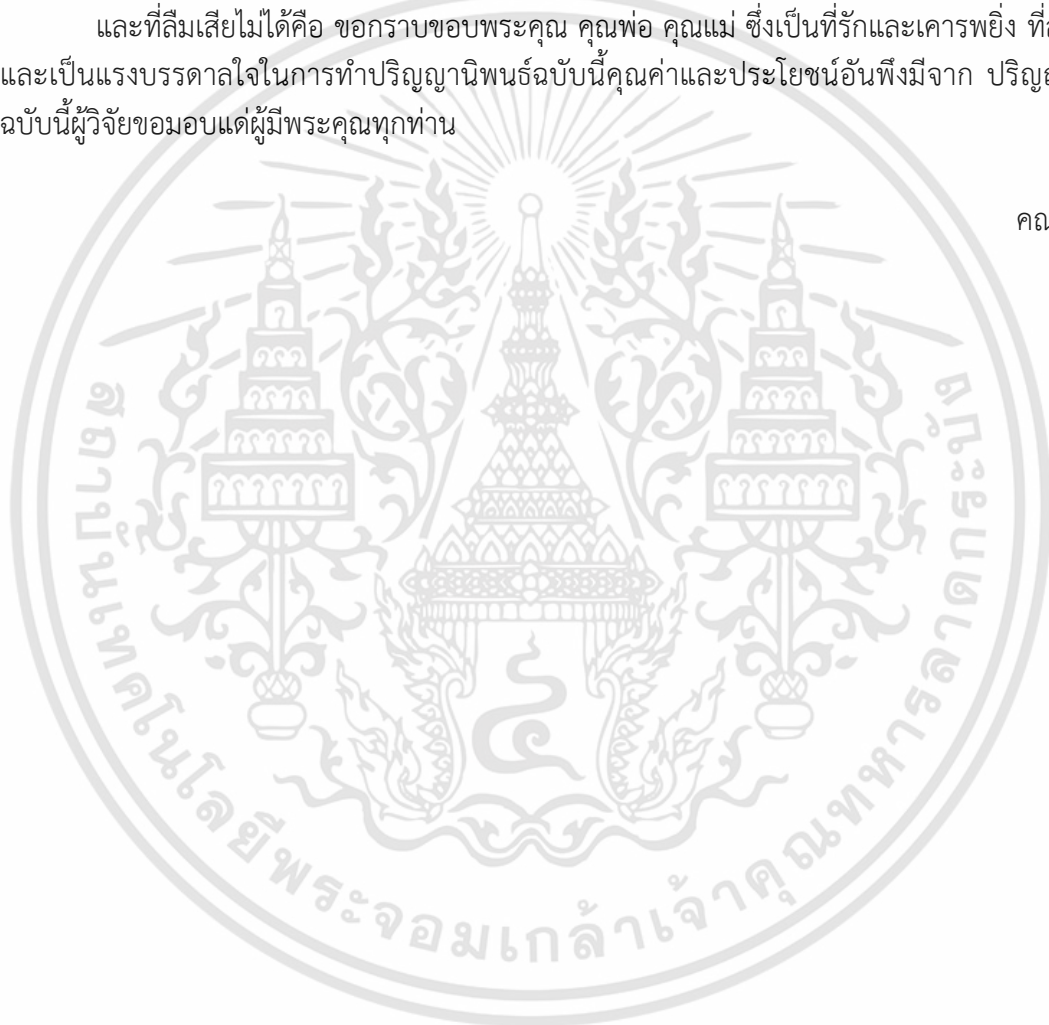 และที่ลืมเสียไม่ได้คือ ขอกราบขอบพระคุณ คุณพ่อ คุณแม่ ซึ่งเป็นที่รักและเคารพยิ่ง
และเป็นแรงบรรดาลใจในการทำปริญญานิพนธ์ฉบับนี้คุณค่าและประโยชน์อันพึงมีจาก
ฉบับนี้ผู้วิจัยขอมอบแด่ผู้มีพระคุณทุกท่าน
สถาบันเทคโนโลยีพระจอมเกล้าเจ้าคุณทหารลาดกระบัง
๔